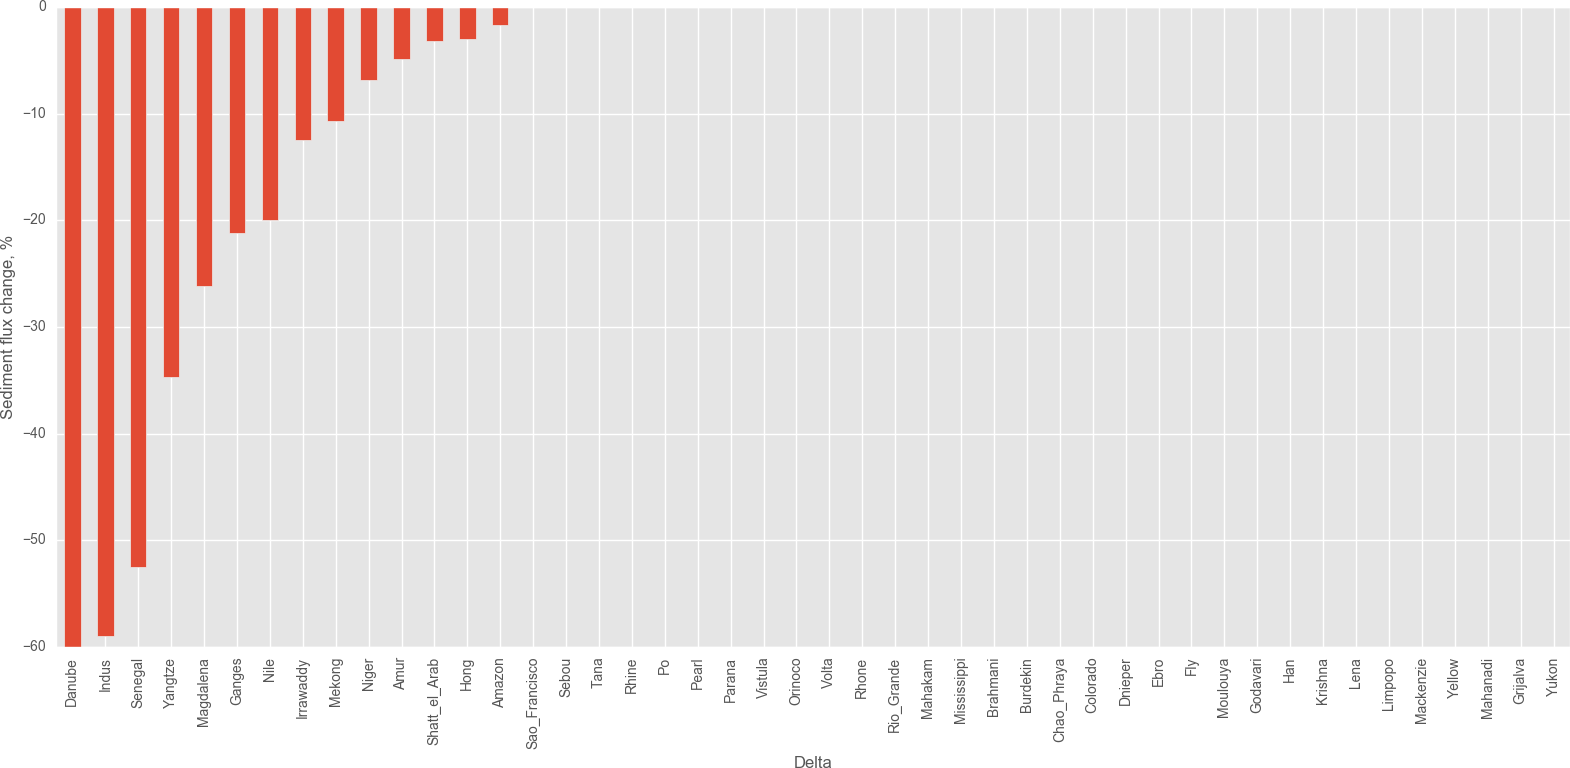 0
−10
−20
−30
−40
−50
−60
Sediment flux change, %
Danube
Indus
Senegal
Yangtze
Magdalena
Ganges
Nile
Irrawaddy
Mekong
Niger
Amur
Shatt_el_Arab
Hong
Amazon
Sao_Francisco
Sebou
Tana
Rhine
Po
Pearl
Parana
Vistula
Orinoco
Volta
Rhone
Rio_Grande
Mahakam
Mississippi
Brahmani
Burdekin
Chao_Phraya
Colorado
Dnieper
Ebro
Fly
Moulouya
Godavari
Han
Krishna
Lena
Limpopo
Mackenzie
Yellow
Mahanadi
Grijalva
Yukon
Delta